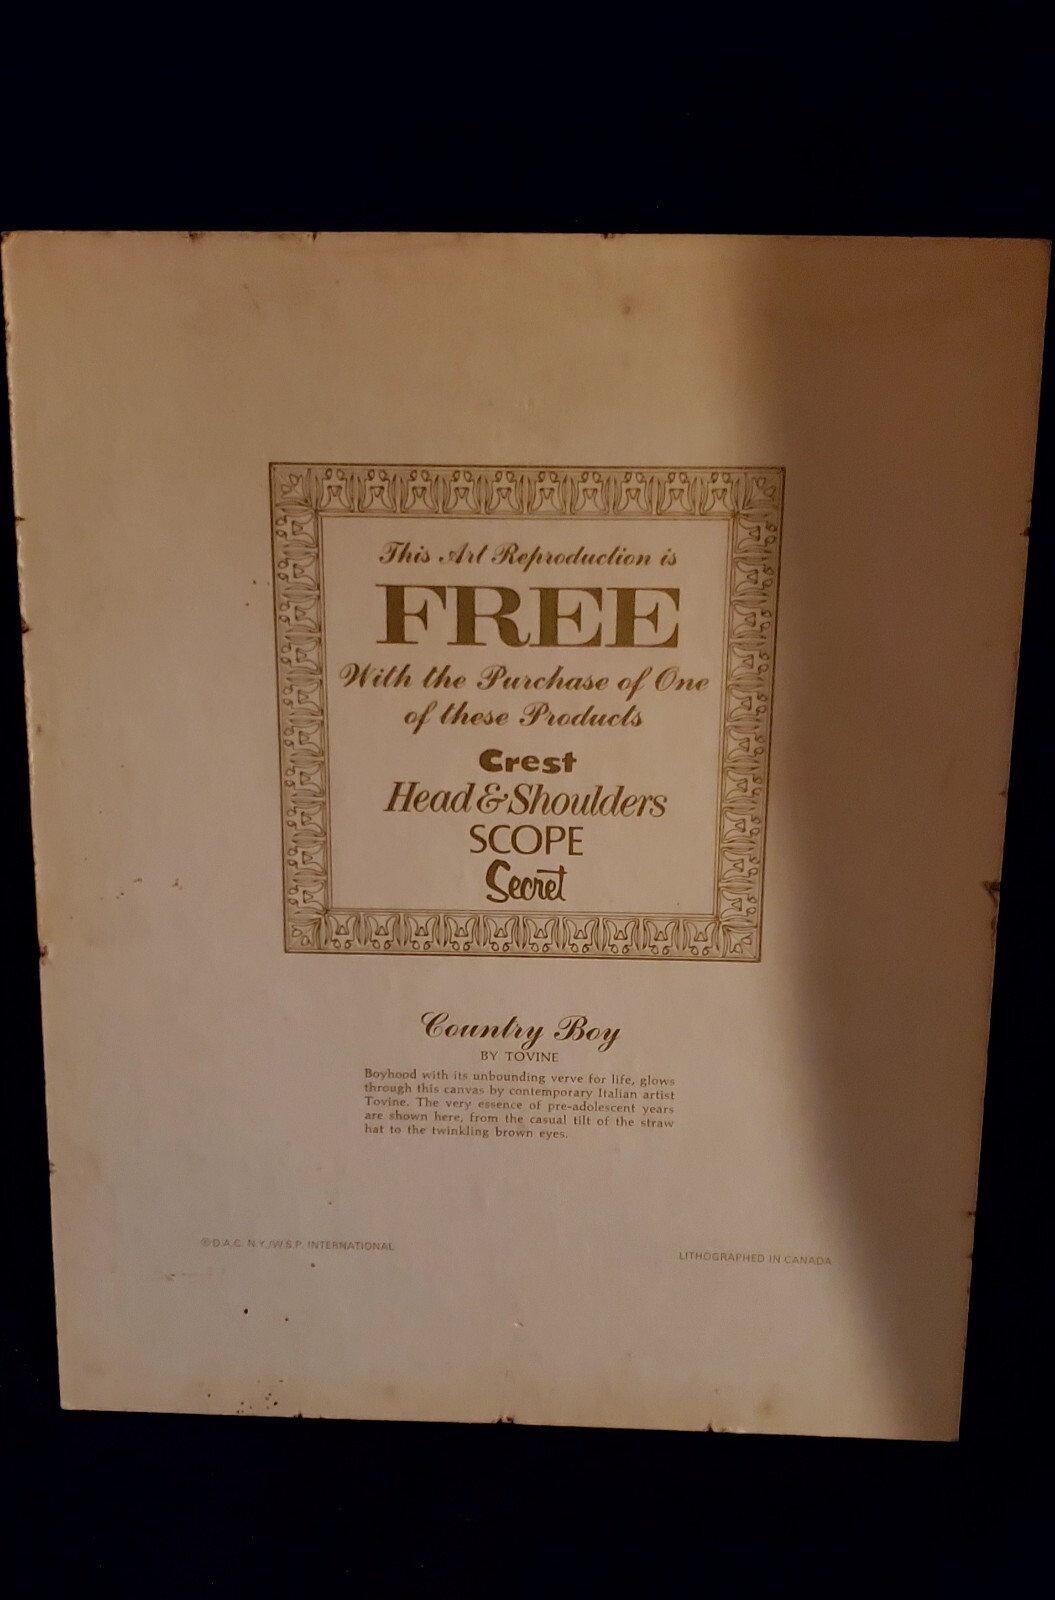 This Art Reproduction is
FREE
With the Purchase of One
of these Products
Crest
Head & Shoulders
SCOPE
Secret
Country Boy
BY TOVINE
Boyhood with its unbounding verve for life, glows
through this canvas by contemporary Italian artist
Tovine. The very essence of pre-adolescent years
are shown here, from the casual tilt of the straw
hat to the twinkling brown eyes.
℗D.A.C. N.Y./W.S.P. INTERNATIONAL
LITHOGRAPHED IN CANADA